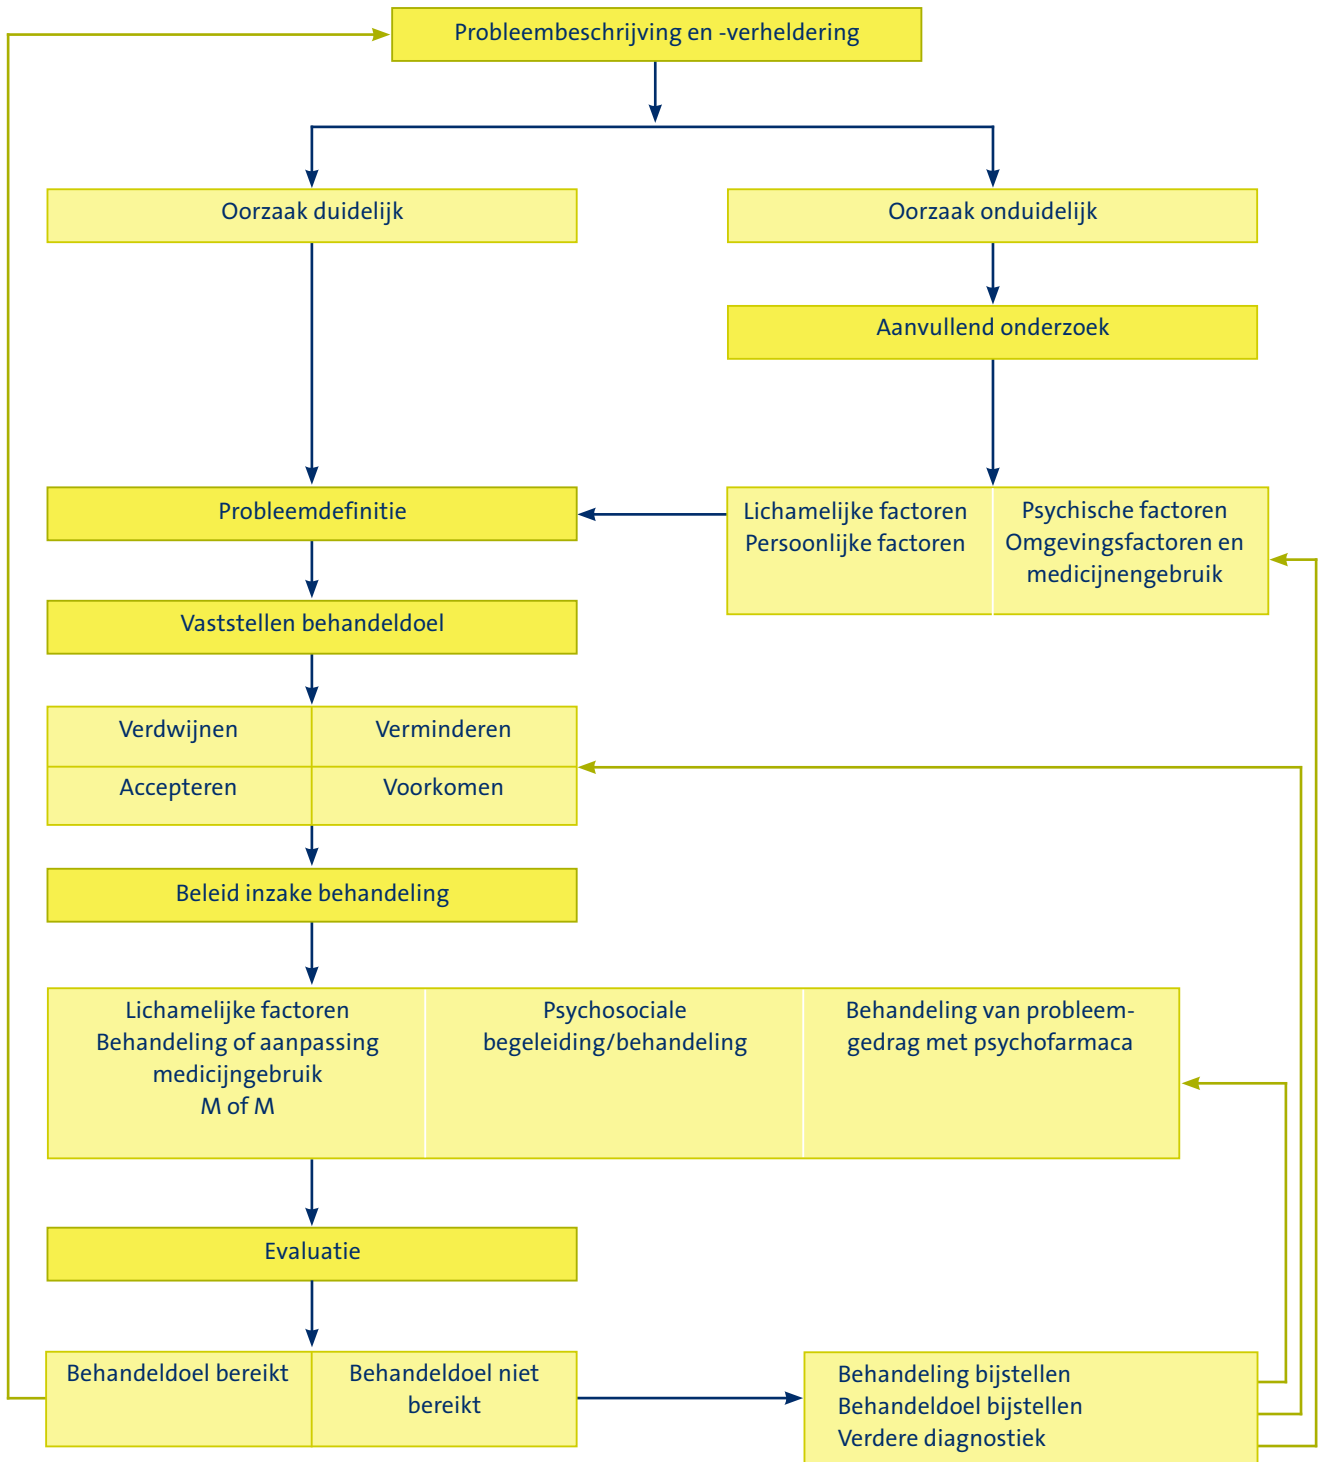 Probleembeschrijving en -verheldering
Oorzaak duidelijk
Oorzaak onduidelijk
Aanvullend onderzoek
Probleemdefinitie
Lichamelijke factoren
Persoonlijke factoren
Psychische factoren
Omgevingsfactoren en
medicijnengebruik
Vaststellen behandeldoel
Verdwijnen
Verminderen
Accepteren
Voorkomen
Beleid inzake behandeling
Lichamelijke factoren
Behandeling of aanpassing
medicijngebruik
M of M
Psychosociale
begeleiding/behandeling
Behandeling van probleem-
gedrag met psychofarmaca
Evaluatie
Behandeldoel bereikt
Behandeldoel niet
bereikt
Behandeling bijstellen
Behandeldoel bijstellen
Verdere diagnostiek